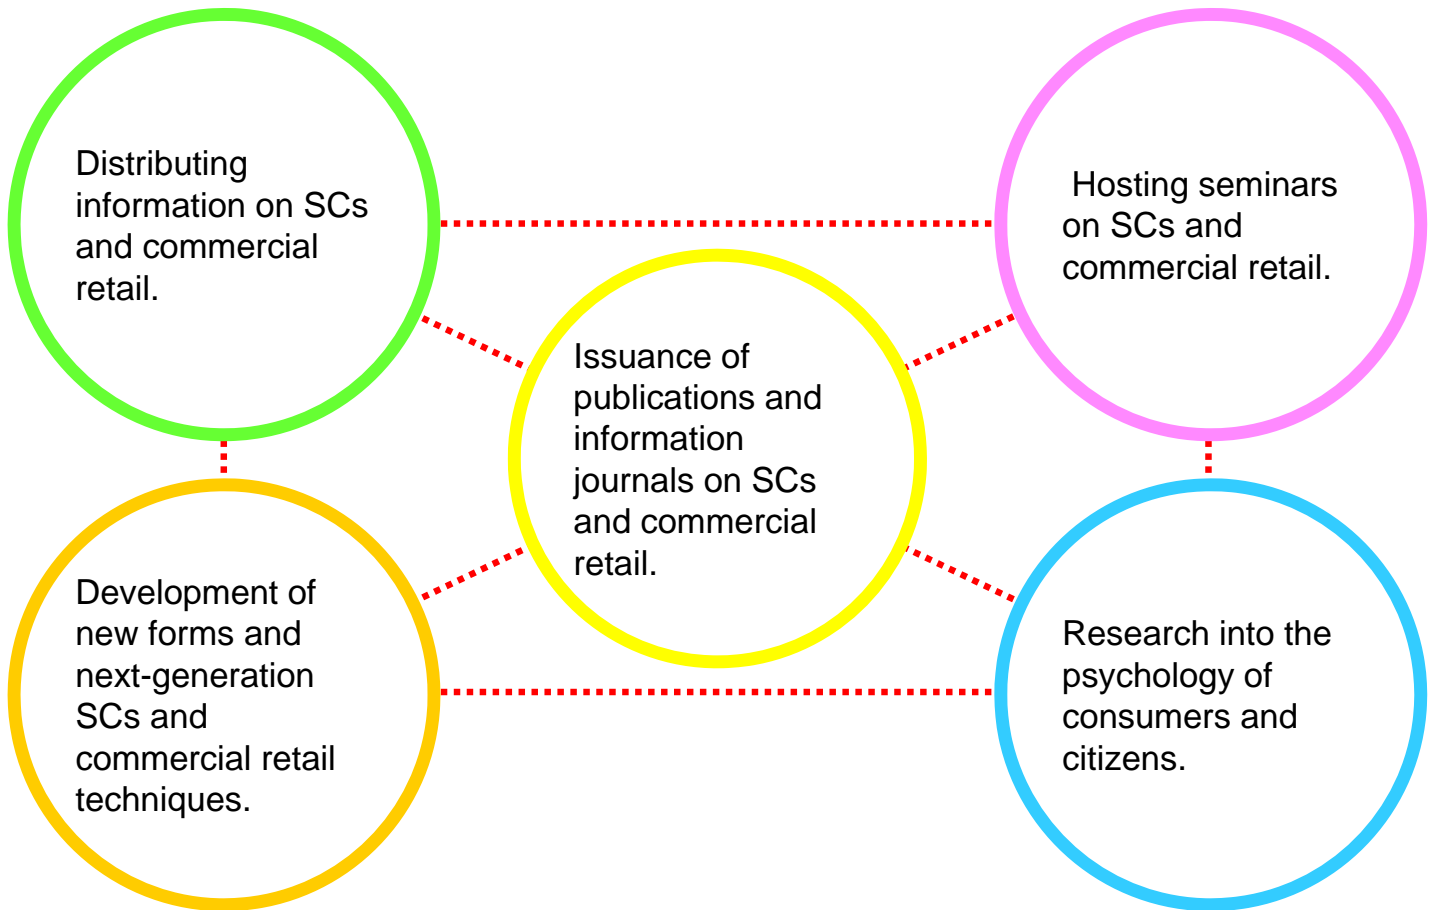 Distributing
information on SCs
and commercial
retail.
Hosting seminars
on SCs and
commercial retail.
Issuance of
publications and
information
journals on SCs
and commercial
retail.
Development of
new forms and
next-generation
SCs and
commercial retail
techniques.
Research into the
psychology of
consumers and
citizens.